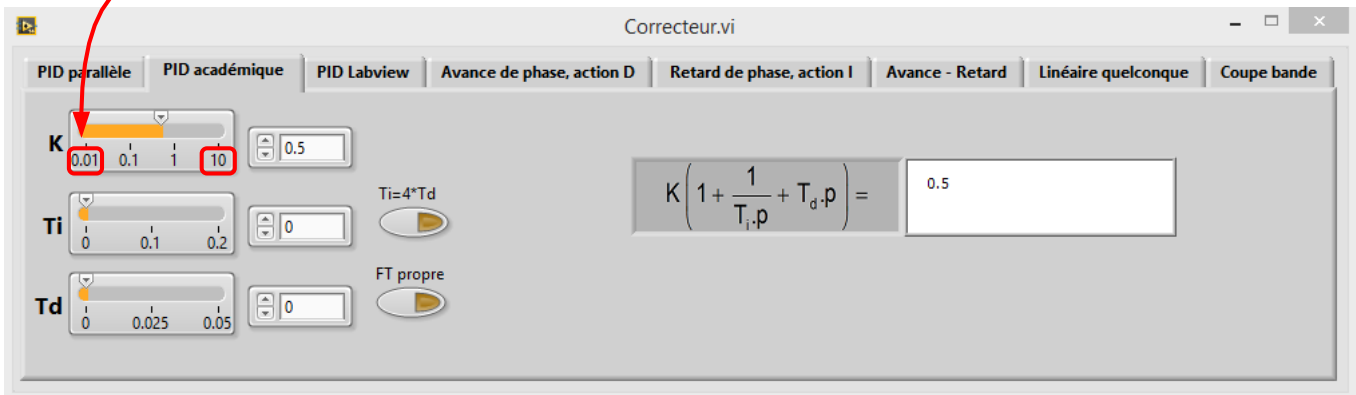 Correcteur.vi
PID parallèle PID académique PID Labview Avance de phase, action D Retard de phase, action I Avance - Retard Linéaire quelconque Coupe bande
K
0.01 0.1 1 10
0.5
Ti=4*Td
Ti
0 0.1 0.2
0
FT propre
Td
0 0.025 0.05
0
K(1 + 1/(Ti.p) + Td.p) =
0.5